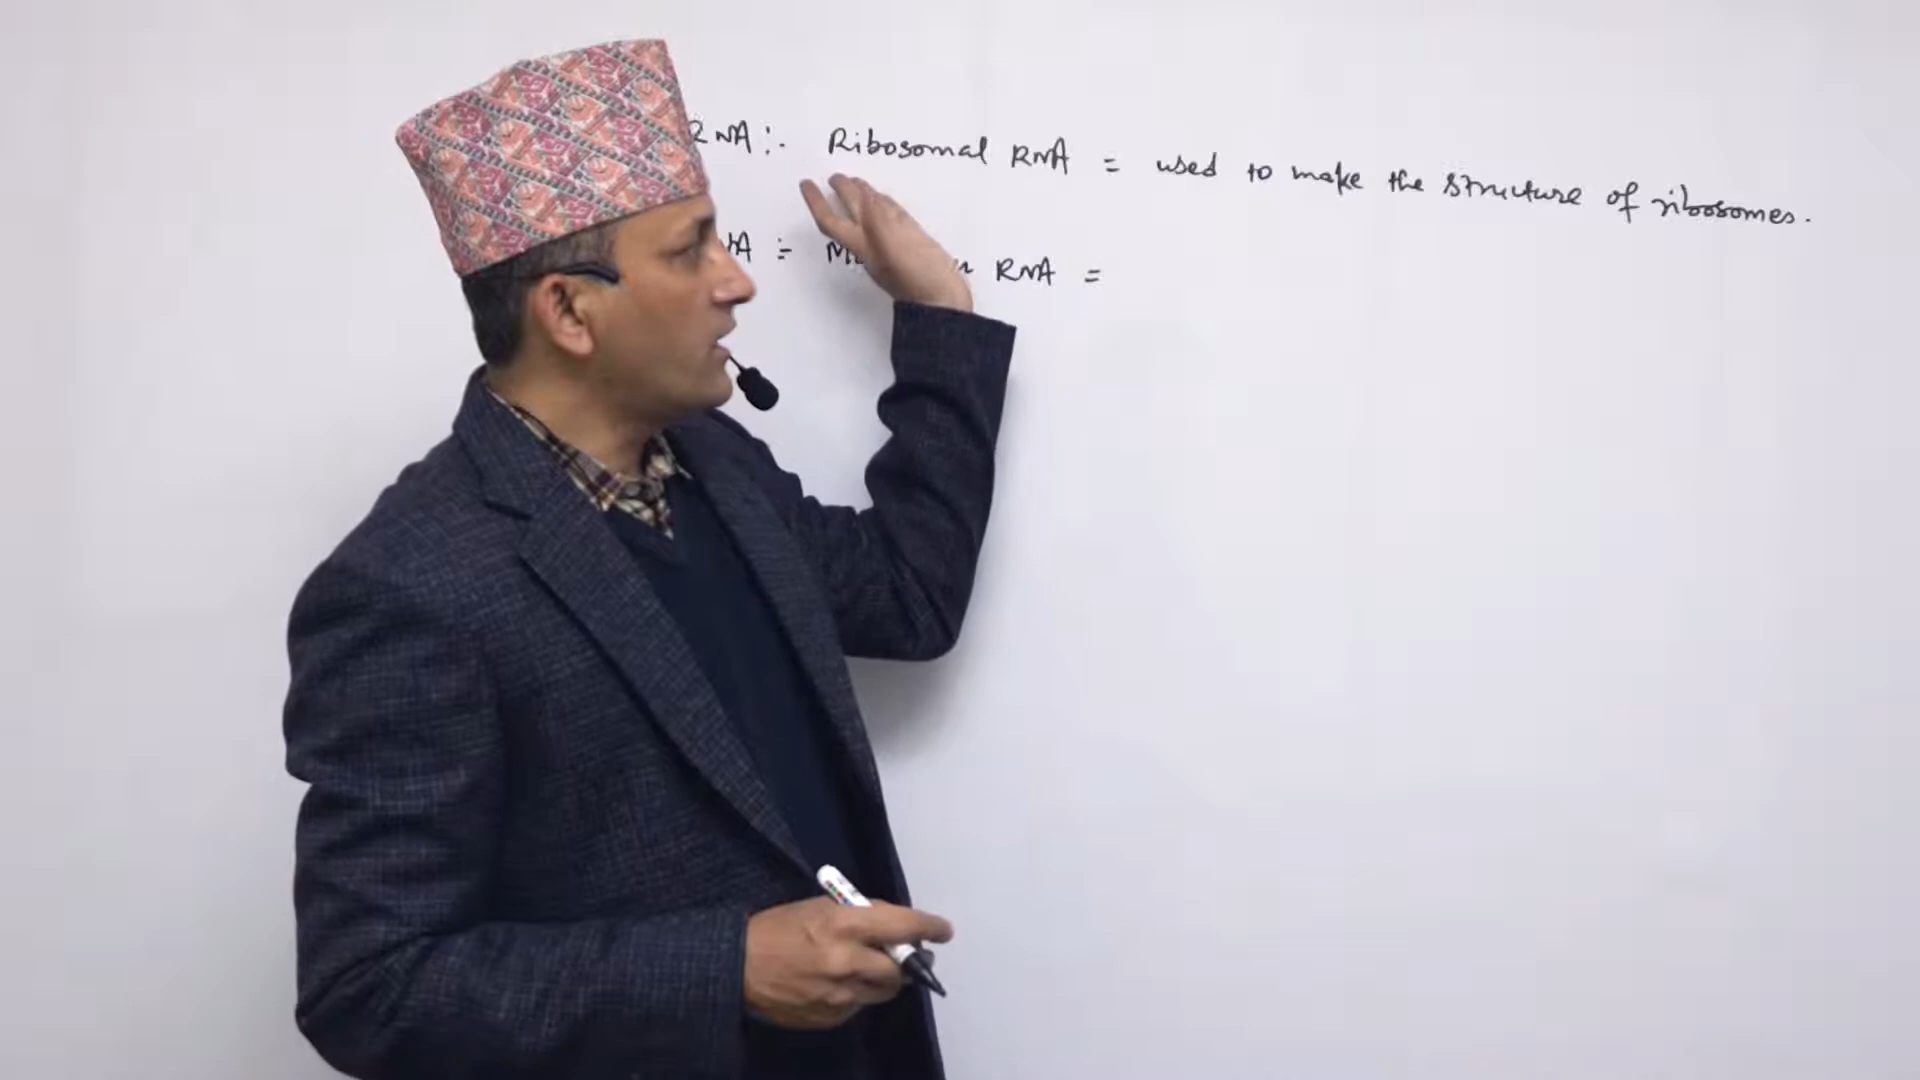 RNA :- Ribosomal RNA = used to make the structure of ribosomes.
RNA =